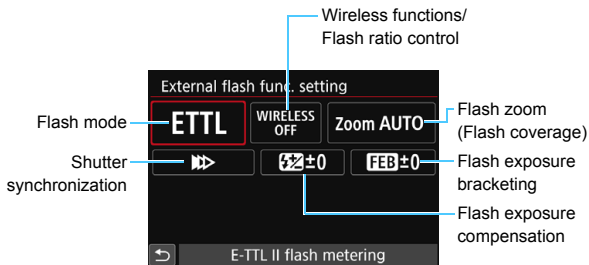 Wireless functions/
Flash ratio control
External flash func. setting
Flash mode
ETTL
WIRELESS
OFF
Zoom AUTO
Flash zoom
(Flash coverage)
Shutter
synchronization
±0
FEB±0
Flash exposure
bracketing
Flash exposure
compensation
E-TTL II flash metering